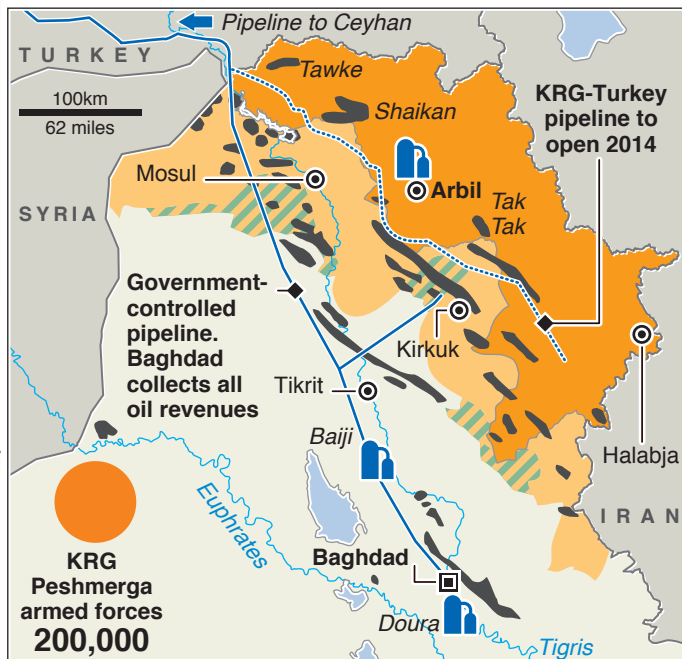 Pipeline to Ceyhan
TURKEY
Tawke
100km
62 miles
Shaikan
KRG-Turkey
pipeline to
open 2014
Mosul
Arbil
SYRIA
Tak
Tak
Government-
controlled
pipeline.
Baghdad
collects all
oil revenues
Kirkuk
Tikrit
Halabja
Baiji
Euphrates
IRAN
KRG
Peshmerga
armed forces
200,000
Baghdad
Doura
Tigris